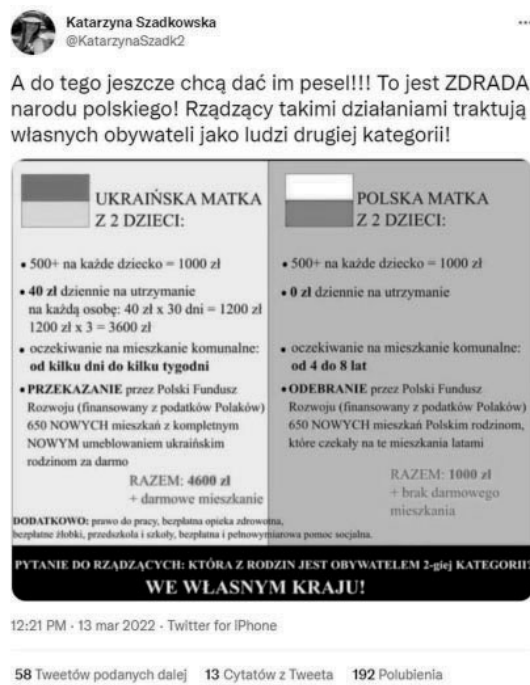 Katarzyna Szadkowska
@KatarzynaSzadk2
A do tego jeszcze chcą dać im pesel!!! To jest ZDRADA
narodu polskiego! Rządzący takimi działaniami traktują
własnych obywateli jako ludzi drugiej kategorii!
UKRAIŃSKA MATKA
Z 2 DZIECI:
• 500+ na każde dziecko = 1000 zł
• 40 zł dziennie na utrzymanie
na każdą osobę: 40 zł x 30 dni = 1200 zł
1200 zł x 3 = 3600 zł
• oczekiwanie na mieszkanie komunalne:
od kilku dni do kilku tygodni
• PRZEKAZANIE przez Polski Fundusz
Rozwoju (finansowany z podatków Polaków)
650 NOWYCH mieszkań z kompletnym
NOWYM umeblowaniem ukraińskim
rodzinom za darmo
RAZEM: 4600 zł
+ darmowe mieszkanie
POLSKA MATKA
Z 2 DZIECI:
• 500+ na każde dziecko = 1000 zł
• 0 zł dziennie na utrzymanie
• oczekiwanie na mieszkanie komunalne:
od 4 do 8 lat
• ODEBRANIE przez Polski Fundusz
Rozwoju (finansowany z podatków Polaków)
650 NOWYCH mieszkań Polskim rodzinom,
które czekały na te mieszkania latami
RAZEM: 1000 zł
+ brak darmowego
mieszkania
DODATKOWO: prawo do pracy, bezpłatna opieka zdrowotna,
bezpłatne żłobki, przedszkola i szkoły, bezpłatna i pełnowymiarowa pomoc socjalna.
PYTANIE DO RZĄDZĄCYCH: KTÓRA Z RODZIN JEST OBYWATELEM 2-giej KATEGORII?
WE WŁASNYM KRAJU!
12:21 PM · 13 mar 2022 · Twitter for iPhone
58 Tweetów podanych dalej 13 Cytatów z Tweeta 192 Polubienia